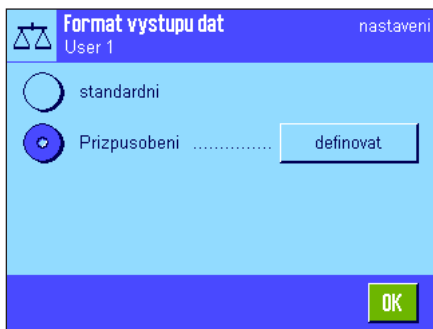 Format vystupu dat
nastaveni
User 1
standardni
Prizpusobeni ............... definovat
OK